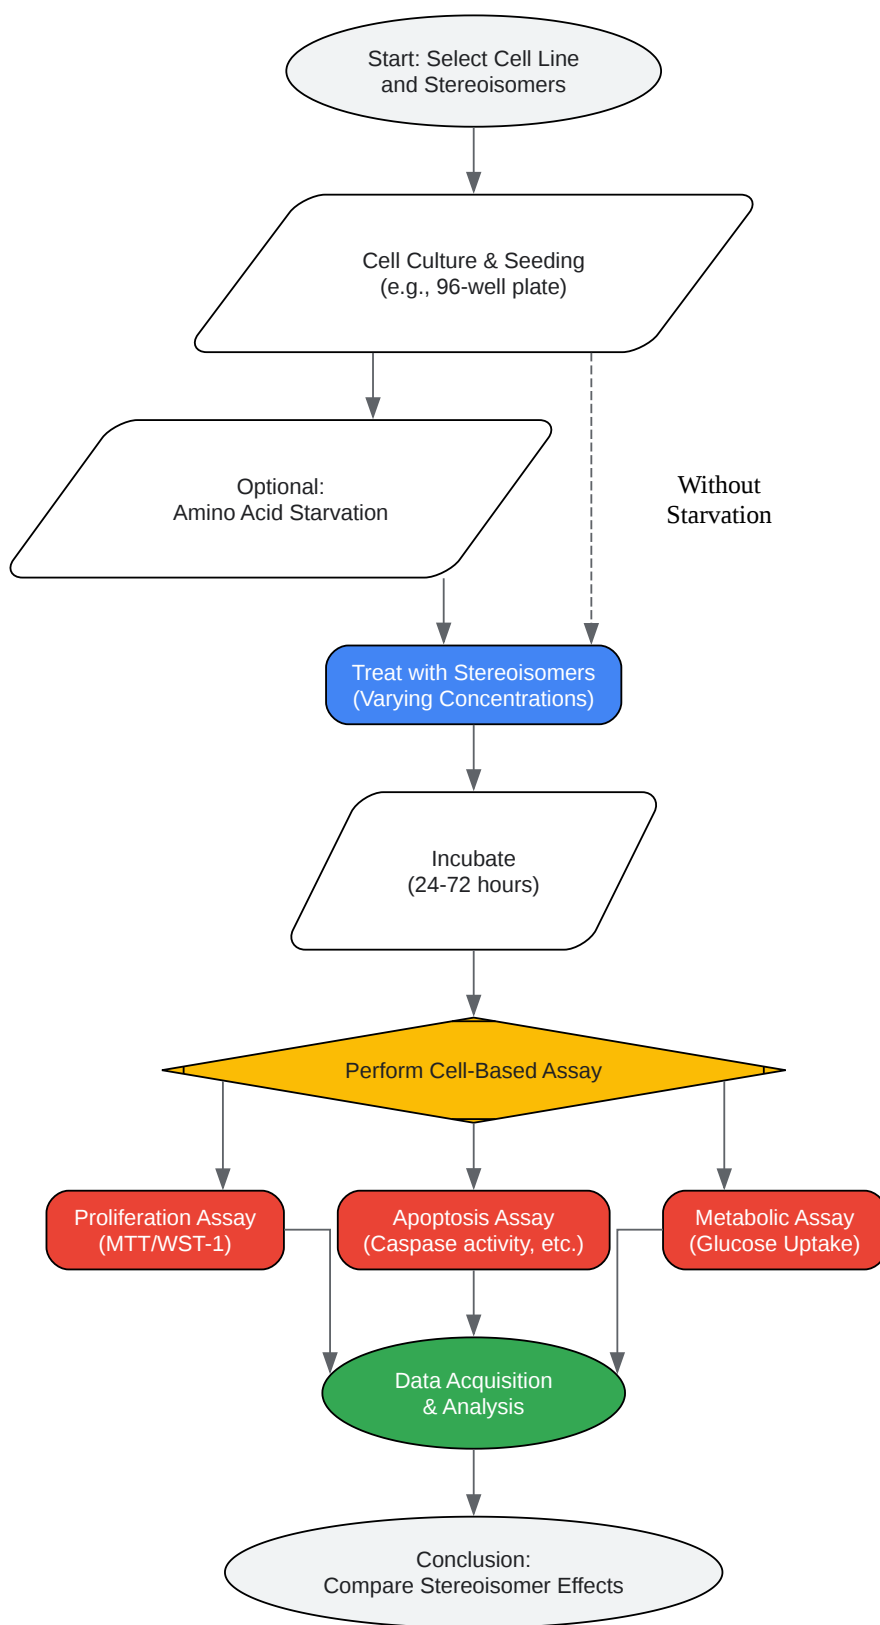 Start: Select Cell Line
and Stereoisomers
Cell Culture & Seeding
(e.g., 96-well plate)
Optional:
Amino Acid Starvation
Without
Starvation
Treat with Stereoisomers
(Varying Concentrations)
Incubate
(24-72 hours)
Perform Cell-Based Assay
Proliferation Assay
(MTT/WST-1)
Apoptosis Assay
(Caspase activity, etc.)
Metabolic Assay
(Glucose Uptake)
Data Acquisition
& Analysis
Conclusion:
Compare Stereoisomer Effects